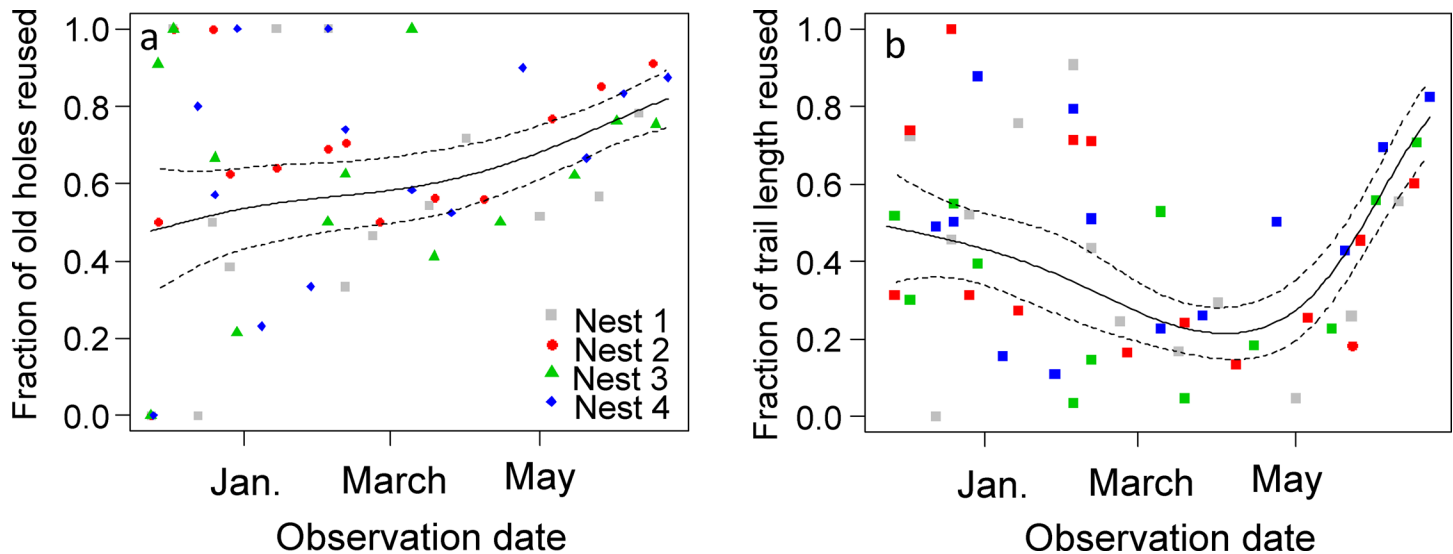 a
Fraction of old holes reused
1.0
0.8
0.6
0.4
0.2
0.0
Nest 1
Nest 2
Nest 3
Nest 4
Jan.
March
May
Observation date
b
Fraction of trail length reused
1.0
0.8
0.6
0.4
0.2
0.0
Jan.
March
May
Observation date